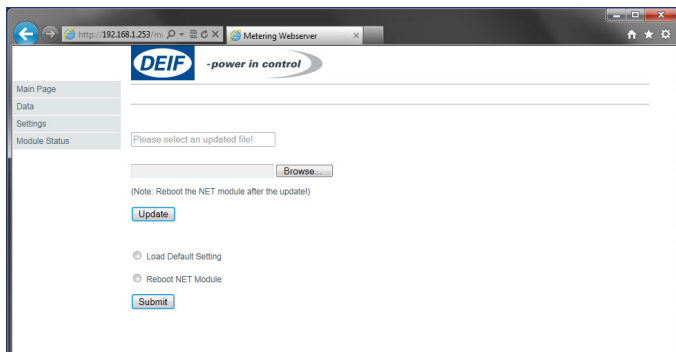 http://192.168.1.253/m
Metering Webserver
DEIF
-power in control
Main Page
Data
Settings
Module Status
Please select an updated file!
Browse...
(Note: Reboot the NET module after the update!)
Update
Load Default Setting
Reboot NET Module
Submit